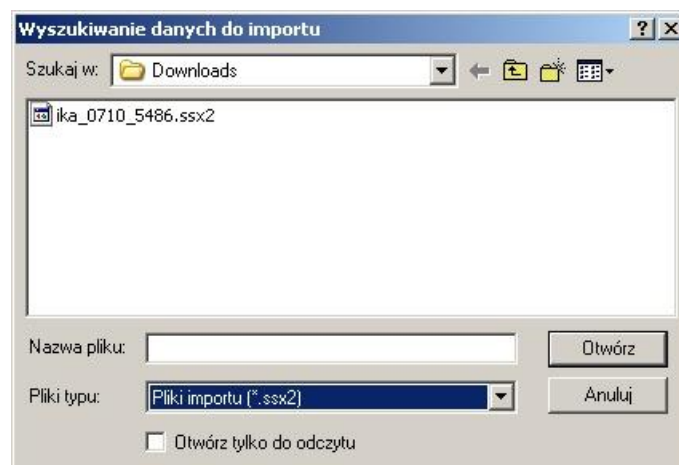 Wyszukiwanie danych do importu
Szukaj w: Downloads
ika_0710_5486.ssx2
Nazwa pliku: Otwórz
Pliki typu: Pliki importu (*.ssx2) Anuluj
Otwórz tylko do odczytu